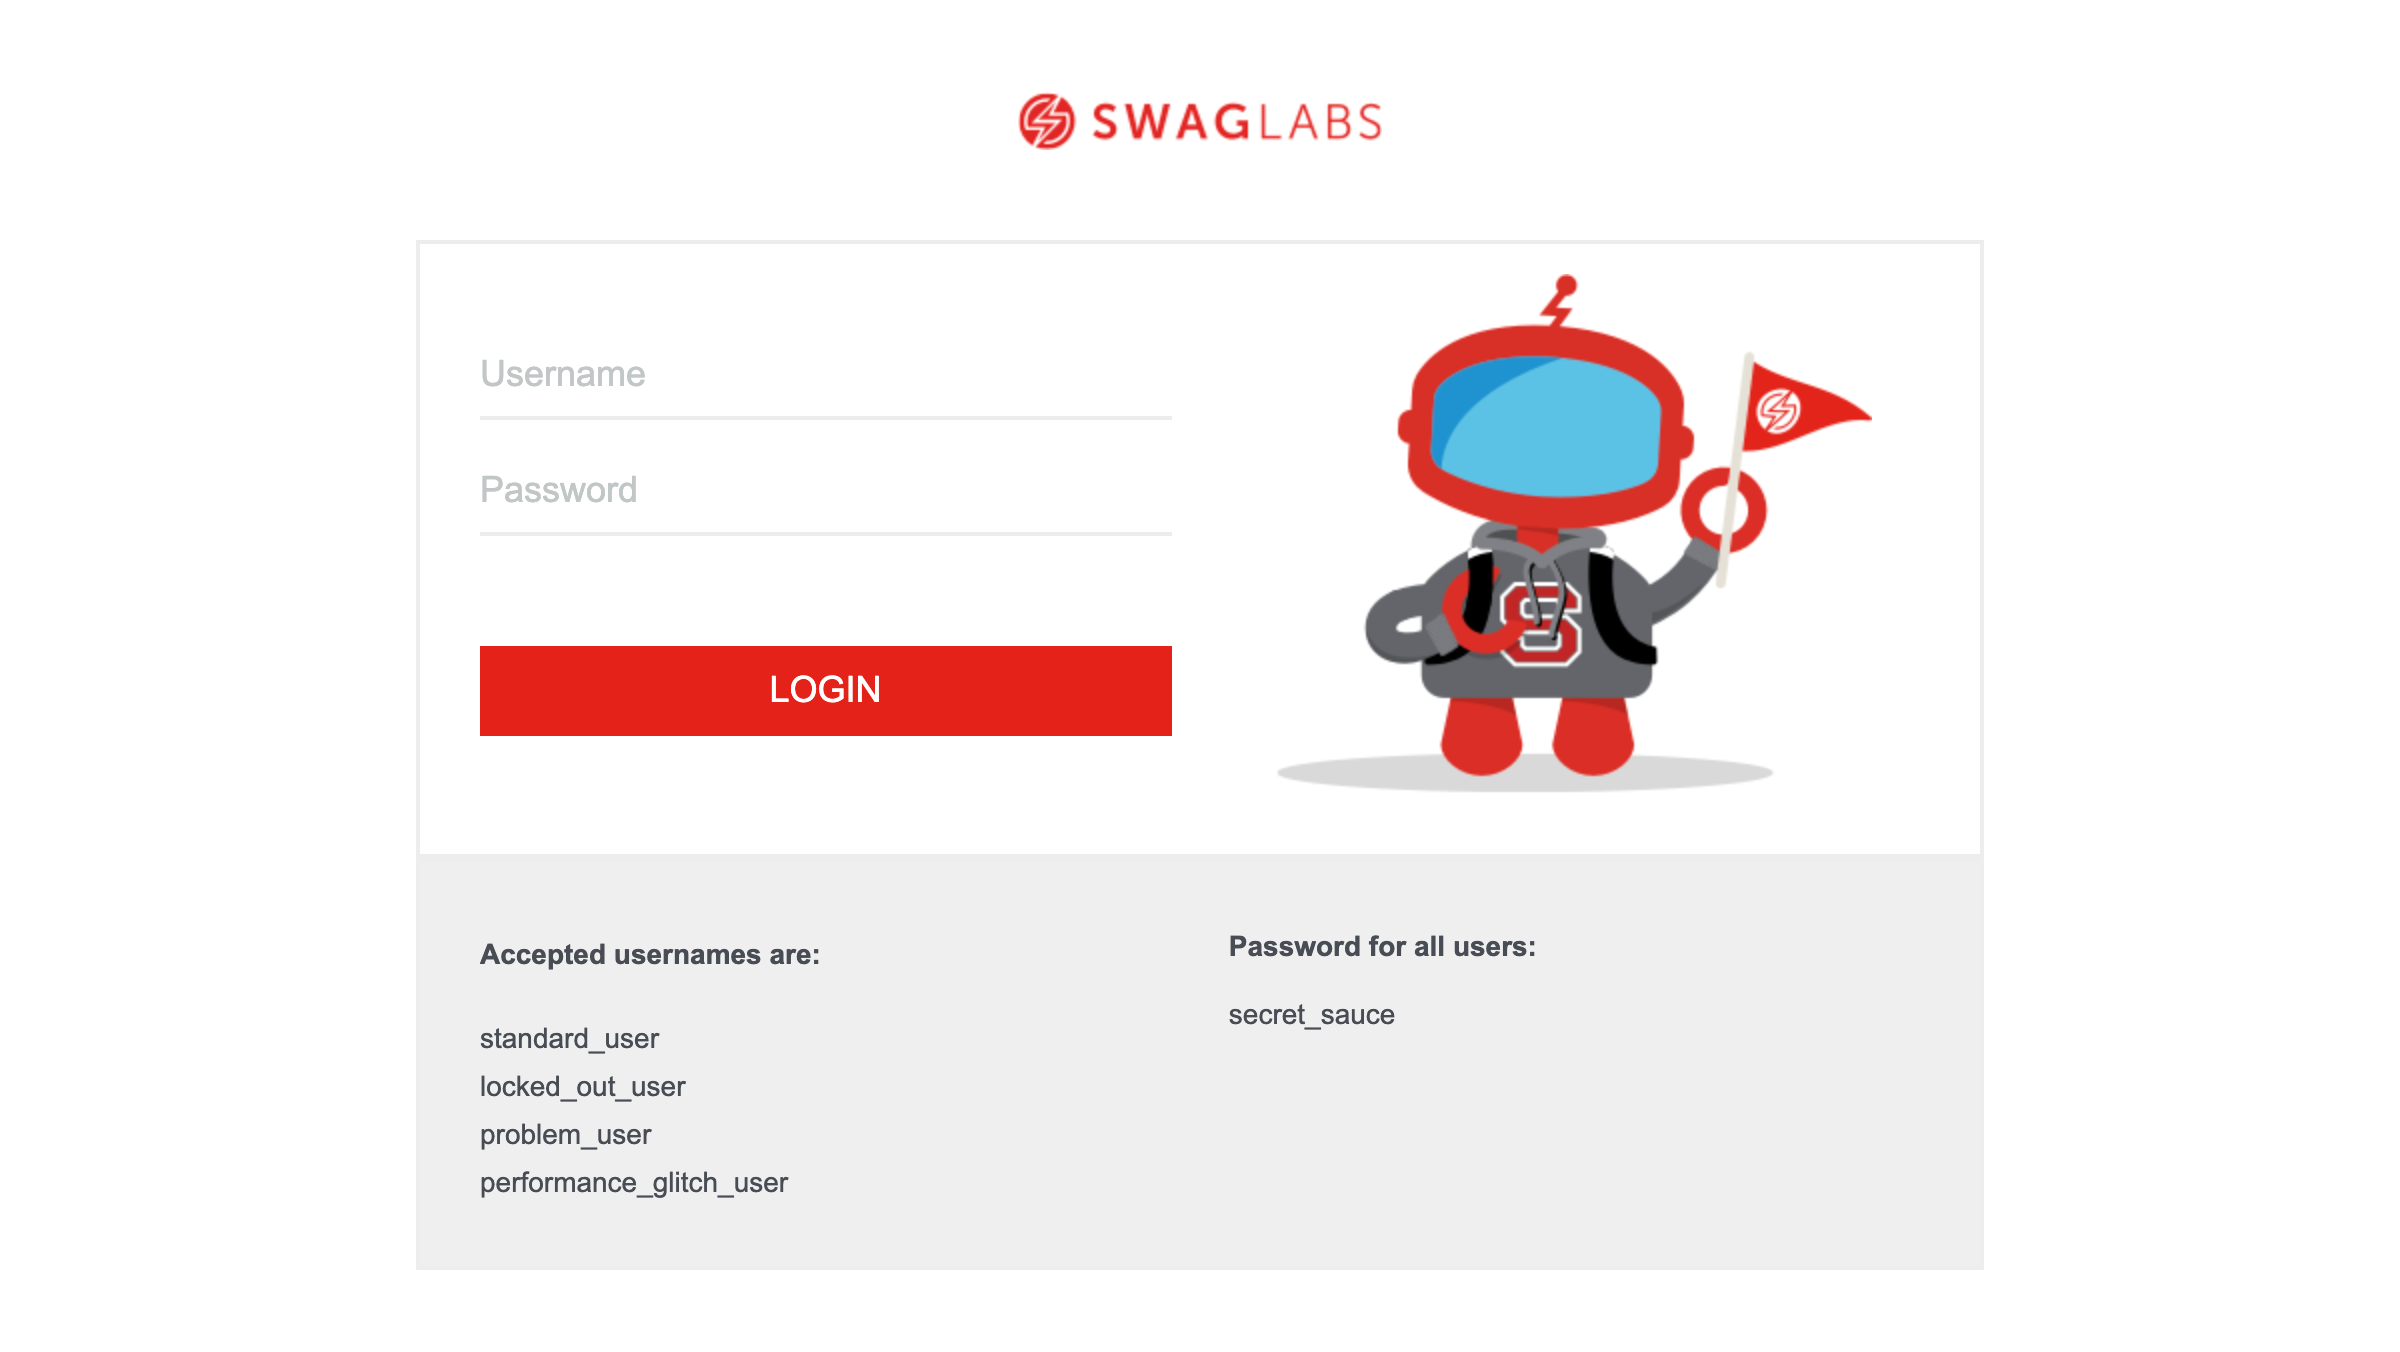 SWAGLABS
Username
Password
S
LOGIN
Accepted usernames are:
standard_user
locked_out_user
problem_user
performance_glitch_user
Password for all users:
secret_sauce